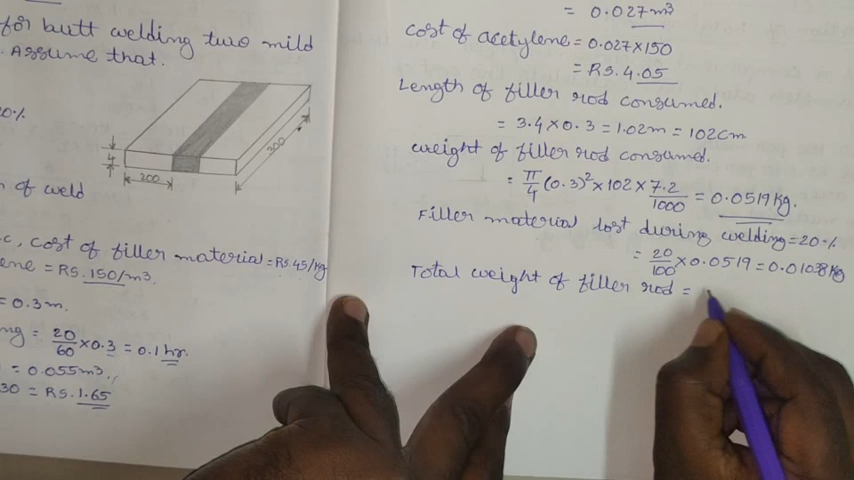 for butt welding two mild
. Assume that.
20%
4
200
300
of weld
c, cost of filler material = Rs. 45/kg
ene = Rs. 150/m³.
= 0.3m.
ng = 20/60 × 0.3 = 0.1 hr.
= 0.055m³.
30 = Rs. 1.65
= 0.027m³
Cost of acetylene = 0.027×150
= Rs. 4.05
Length of filler rod consumed.
= 3.4×0.3 = 1.02m = 102cm
weight of filler rod consumed.
= π/4 (0.3)² × 102 × 7.2/1000 = 0.0519 kg.
Filler material lost during welding = 20%
= 20/100 × 0.0519 = 0.01038 kg
Total weight of filler rod =